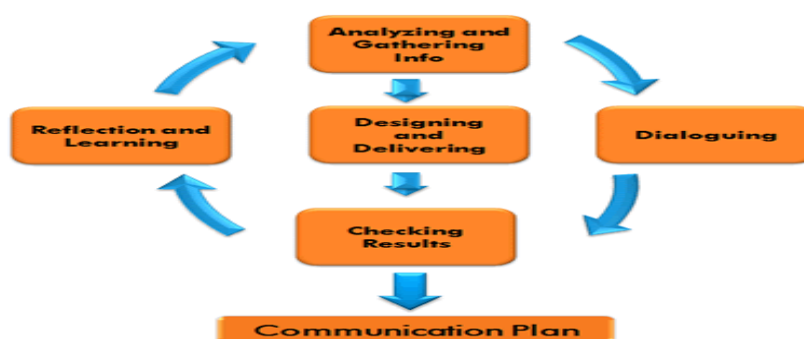 Analyzing and
Gathering
Info
Reflection and
Learning
Designing
and
Delivering
Dialoguing
Checking
Results
Communication Plan